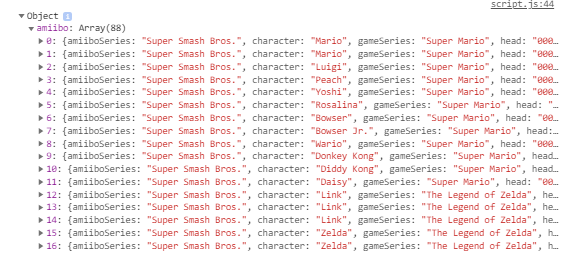 script.js:44
Object i
amiibo: Array(88)
0: {amiiboSeries: "Super Smash Bros.", character: "Mario", gameSeries: "Super Mario", head: "000…
1: {amiiboSeries: "Super Smash Bros.", character: "Mario", gameSeries: "Super Mario", head: "000…
2: {amiiboSeries: "Super Smash Bros.", character: "Luigi", gameSeries: "Super Mario", head: "000…
3: {amiiboSeries: "Super Smash Bros.", character: "Peach", gameSeries: "Super Mario", head: "000…
4: {amiiboSeries: "Super Smash Bros.", character: "Yoshi", gameSeries: "Super Mario", head: "000…
5: {amiiboSeries: "Super Smash Bros.", character: "Rosalina", gameSeries: "Super Mario", head: "…
6: {amiiboSeries: "Super Smash Bros.", character: "Bowser", gameSeries: "Super Mario", head: "00…
7: {amiiboSeries: "Super Smash Bros.", character: "Bowser Jr.", gameSeries: "Super Mario", head:…
8: {amiiboSeries: "Super Smash Bros.", character: "Wario", gameSeries: "Super Mario", head: "000…
9: {amiiboSeries: "Super Smash Bros.", character: "Donkey Kong", gameSeries: "Super Mario", head…
10: {amiiboSeries: "Super Smash Bros.", character: "Diddy Kong", gameSeries: "Super Mario", head…
11: {amiiboSeries: "Super Smash Bros.", character: "Daisy", gameSeries: "Super Mario", head: "00…
12: {amiiboSeries: "Super Smash Bros.", character: "Link", gameSeries: "The Legend of Zelda", he…
13: {amiiboSeries: "Super Smash Bros.", character: "Link", gameSeries: "The Legend of Zelda", he…
14: {amiiboSeries: "Super Smash Bros.", character: "Link", gameSeries: "The Legend of Zelda", he…
15: {amiiboSeries: "Super Smash Bros.", character: "Zelda", gameSeries: "The Legend of Zelda", h…
16: {amiiboSeries: "Super Smash Bros.", character: "Zelda", gameSeries: "The Legend of Zelda", h…